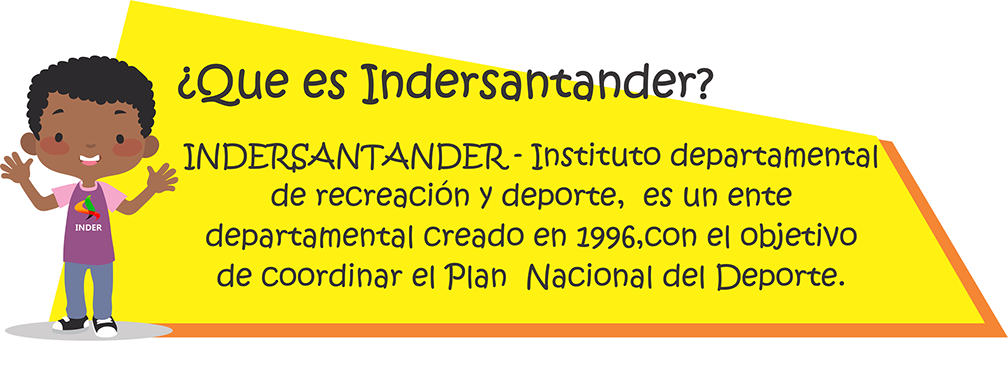 ¿Que es Indersantander?
INDERSANTANDER - Instituto departamental
de recreación y deporte, es un ente
departamental creado en 1996,con el objetivo
de coordinar el Plan Nacional del Deporte.
INDER